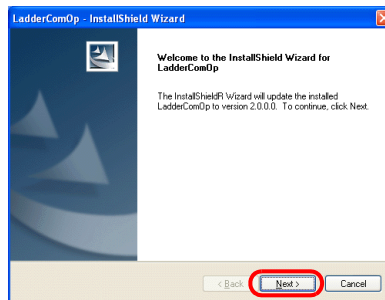 LadderComOp - InstallShield Wizard
Welcome to the InstallShield Wizard for
LadderComOp
The InstallShieldR Wizard will update the installed
LadderComOp to version 2.0.0.0. To continue, click Next.
< Back
Next >
Cancel